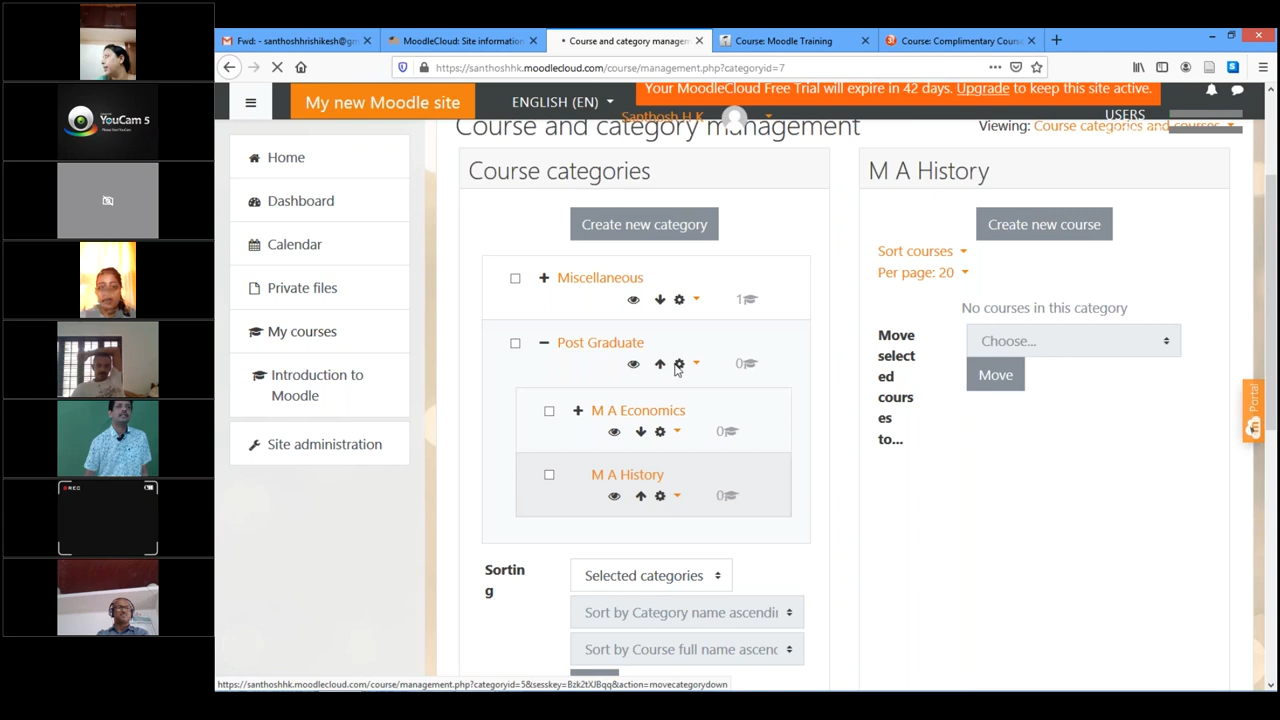 YouCam 5
REC
Fwd: - santhoshhrishikesh@gm
MoodleCloud: Site information
Course and category managem
Course: Moodle Training
Course: Complimentary Course
https://santhoshhk.moodlecloud.com/course/management.php?categoryid=7
My new Moodle site
ENGLISH (EN)
Your MoodleCloud Free Trial will expire in 42 days. Upgrade to keep this site active.
Santhosh H K
USERS
Course and category management
Viewing: Course categories and courses
Home
Dashboard
Calendar
Private files
My courses
Introduction to
Moodle
Site administration
Course categories
Create new category
Miscellaneous
1
Post Graduate
0
M A Economics
0
M A History
0
Sortin
g
Selected categories
Sort by Category name ascendin
Sort by Course full name ascenc
M A History
Create new course
Sort courses
Per page: 20
No courses in this category
Move
select
ed
cours
es
to...
Choose...
Move
Portal
https://santhoshhk.moodlecloud.com/course/management.php?categoryid=5&sesskey=Bzk2tXJBqq&action=movecategorydown